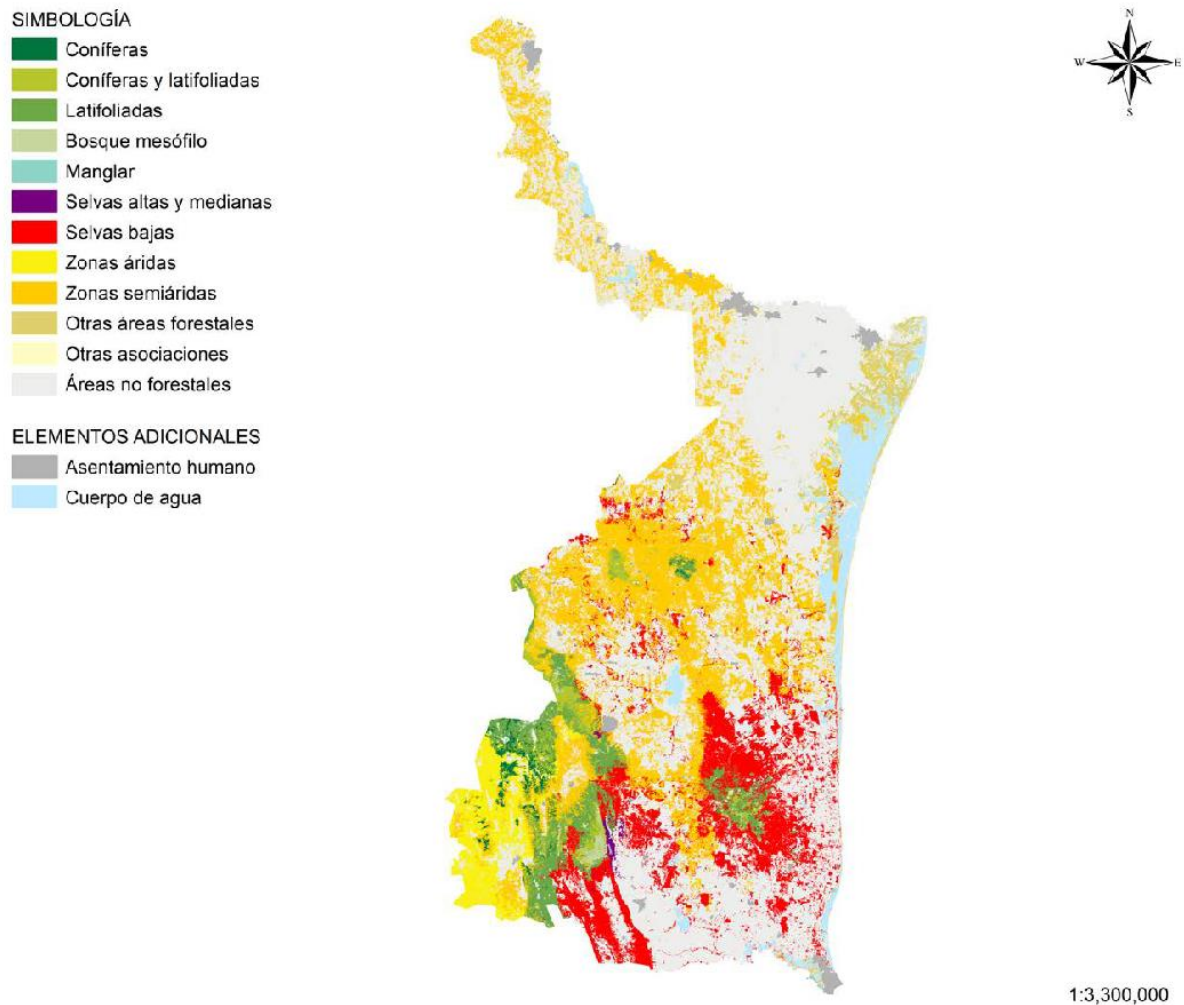 SIMBOLOGÍA
Coníferas
Coníferas y latifoliadas
Latifoliadas
Bosque mesófilo
Manglar
Selvas altas y medianas
Selvas bajas
Zonas áridas
Zonas semiáridas
Otras áreas forestales
Otras asociaciones
Áreas no forestales
ELEMENTOS ADICIONALES
Asentamiento humano
Cuerpo de agua
N
W E
S
1:3,300,000